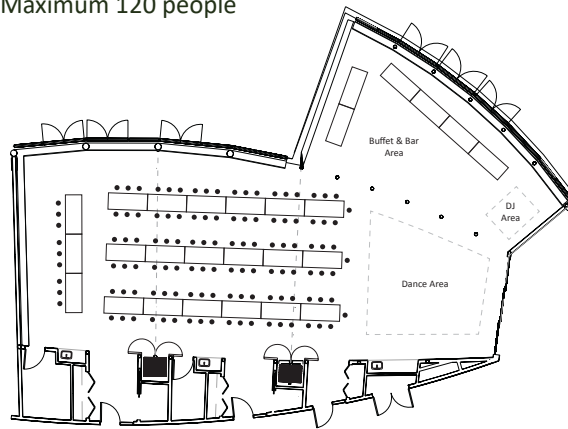 Maximum 120 people
Buffet & Bar
Area
DJ
Area
Dance Area